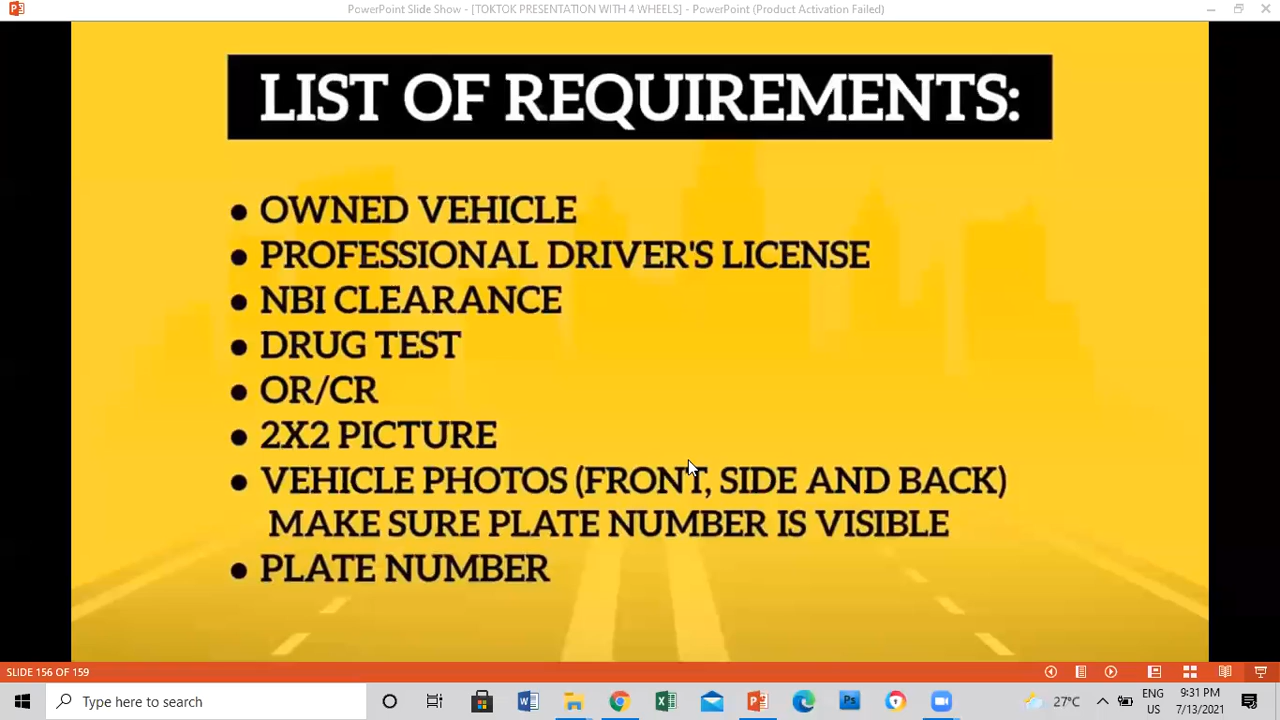 PowerPoint Slide Show - [TOKTOK PRESENTATION WITH 4 WHEELS] - PowerPoint (Product Activation Failed)
LIST OF REQUIREMENTS:
● OWNED VEHICLE
● PROFESSIONAL DRIVER'S LICENSE
● NBI CLEARANCE
● DRUG TEST
● OR/CR
● 2X2 PICTURE
● VEHICLE PHOTOS (FRONT, SIDE AND BACK)
MAKE SURE PLATE NUMBER IS VISIBLE
● PLATE NUMBER
SLIDE 156 OF 159
Type here to search
27°C
ENG
US
9:31 PM
7/13/2021